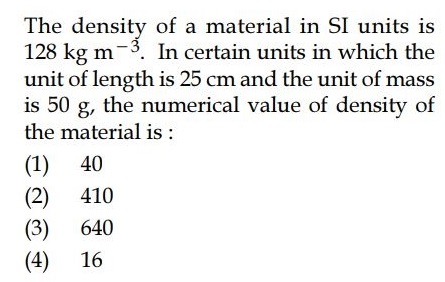 The density of a material in SI units is
128 kg m⁻³. In certain units in which the
unit of length is 25 cm and the unit of mass
is 50 g, the numerical value of density of
the material is :
(1) 40
(2) 410
(3) 640
(4) 16